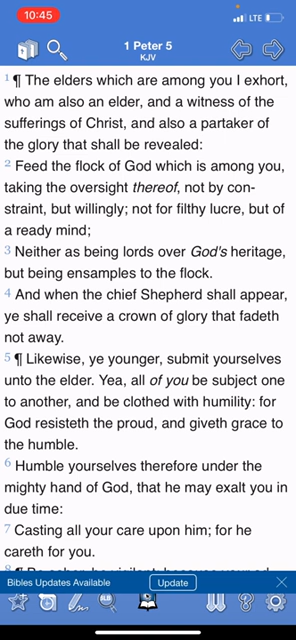 10:45
LTE
1 Peter 5
KJV
1 ¶ The elders which are among you I exhort,
who am also an elder, and a witness of the
sufferings of Christ, and also a partaker of
the glory that shall be revealed:
2 Feed the flock of God which is among you,
taking the oversight thereof, not by con-
straint, but willingly; not for filthy lucre, but of
a ready mind;
3 Neither as being lords over God's heritage,
but being ensamples to the flock.
4 And when the chief Shepherd shall appear,
ye shall receive a crown of glory that fadeth
not away.
5 ¶ Likewise, ye younger, submit yourselves
unto the elder. Yea, all of you be subject one
to another, and be clothed with humility: for
God resisteth the proud, and giveth grace to
the humble.
6 Humble yourselves therefore under the
mighty hand of God, that he may exalt you in
due time:
7 Casting all your care upon him; for he
careth for you.
Bibles Updates Available
Update